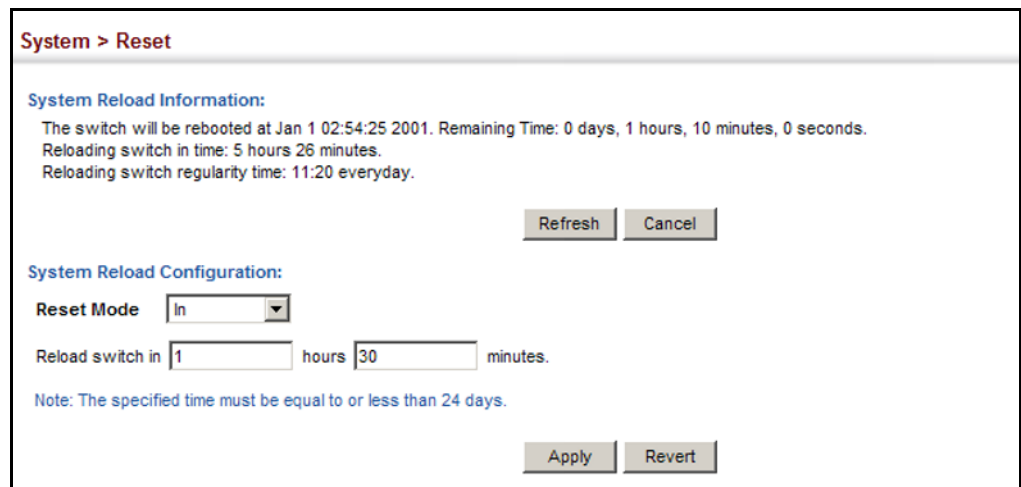 System > Reset
System Reload Information:
The switch will be rebooted at Jan 1 02:54:25 2001. Remaining Time: 0 days, 1 hours, 10 minutes, 0 seconds.
Reloading switch in time: 5 hours 26 minutes.
Reloading switch regularity time: 11:20 everyday.
Refresh Cancel
System Reload Configuration:
Reset Mode In
Reload switch in 1 hours 30 minutes.
Note: The specified time must be equal to or less than 24 days.
Apply Revert